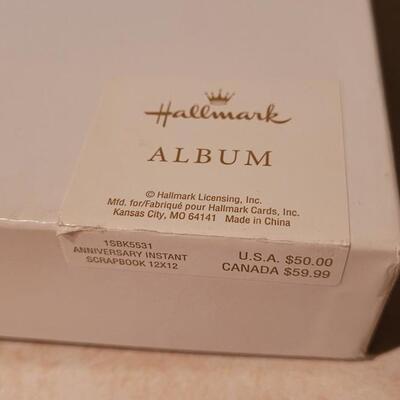 Hallmark
ALBUM
© Hallmark Licensing, Inc.
Mfd. for/Fabriqué pour Hallmark Cards, Inc.
Kansas City, MO 64141 Made in China
1SBK5531
ANNIVERSARY INSTANT
SCRAPBOOK 12X12
U.S.A. $50.00
CANADA $59.99